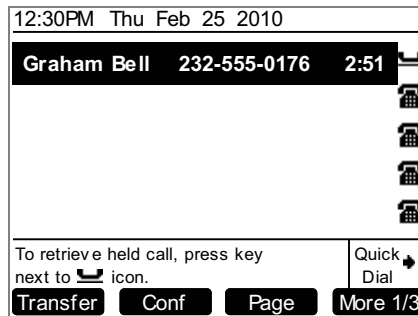 12:30PM Thu Feb 25 2010
Graham Bell 232-555-0176 2:51
To retrieve held call, press key
next to icon.
Quick
Dial
Transfer Conf Page More 1/3